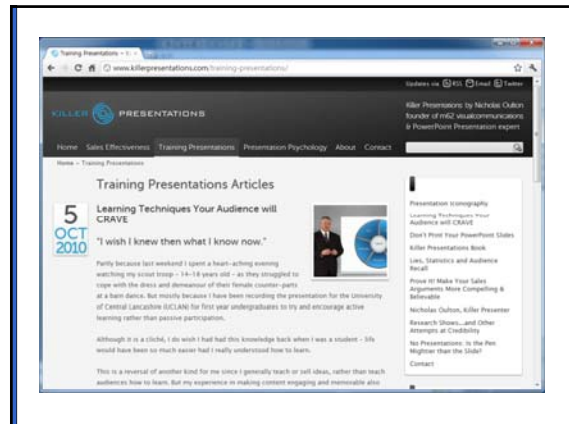 Training Presentations
www.killerpresentations.com/training-presentations/
Updates via RSS Email Twitter
KILLER PRESENTATIONS
Killer Presentations by Nicholas Oulton
founder of m62 visualcommunications
& PowerPoint Presentation expert
Home Sales Effectiveness Training Presentations Presentation Psychology About Contact
Home » Training Presentations
Training Presentations Articles
5
OCT
2010
Learning Techniques Your Audience will
CRAVE
"I wish I knew then what I know now."
Partly because last weekend I spent a heart-aching evening
watching my scout troop - 14-18 years old - as they struggled to
cope with the dress and demeanour of their female counter-parts
at a barn dance. But mostly because I have been recording the presentation for the University
of Central Lancashire (UCLAN) for first year undergraduates to try and encourage active
learning rather than passive participation.
Although it is a cliché, I do wish I had had this knowledge back when I was a student - life
would have been so much easier had I really understood how to learn.
This is a reversal of another kind for me since I generally teach or sell ideas, rather than teach
audiences how to learn. But my experience in making content engaging and memorable also
Presentation Iconography
Learning Techniques Your
Audience will CRAVE
Don't Print Your PowerPoint Slides
Killer Presentations Book
Lies, Statistics and Audience
Recall
Prove it! Make Your Sales
Arguments More Compelling &
Believable
Nicholas Oulton, Killer Presenter
Research Shows...and Other
Attempts at Credibility
No Presentations: Is the Pen
Mightier than the Slide?
Contact